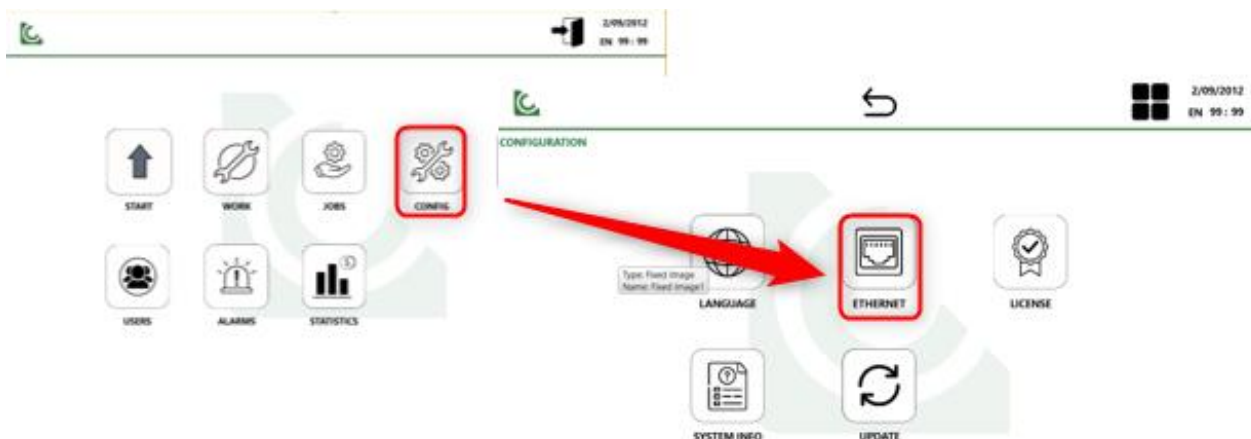 2/09/2012
EN 99 : 99
START
WORK
JOBS
CONFIG
USERS
ALARMS
STATISTICS
2/09/2012
EN 99 : 99
CONFIGURATION
Type: Fixed Image
Name: Fixed Image1
LANGUAGE
ETHERNET
LICENSE
SYSTEM INFO
UPDATE